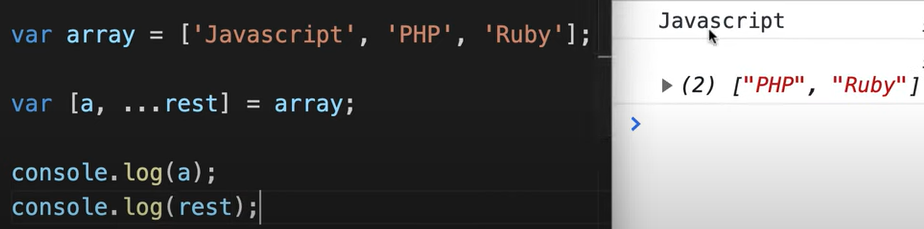 var array = ['Javascript', 'PHP', 'Ruby'];
var [a, ...rest] = array;
console.log(a);
console.log(rest);
Javascript
▶ (2) ["PHP", "Ruby"]
>